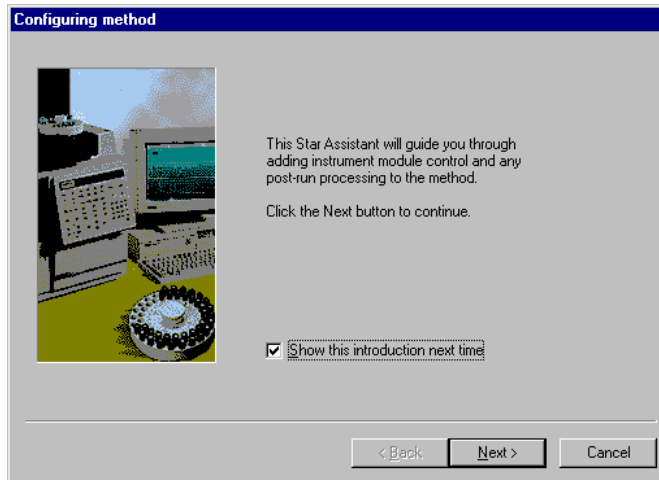 Configuring method
This Star Assistant will guide you through
adding instrument module control and any
post-run processing to the method.
Click the Next button to continue.
Show this introduction next time
< Back
Next >
Cancel